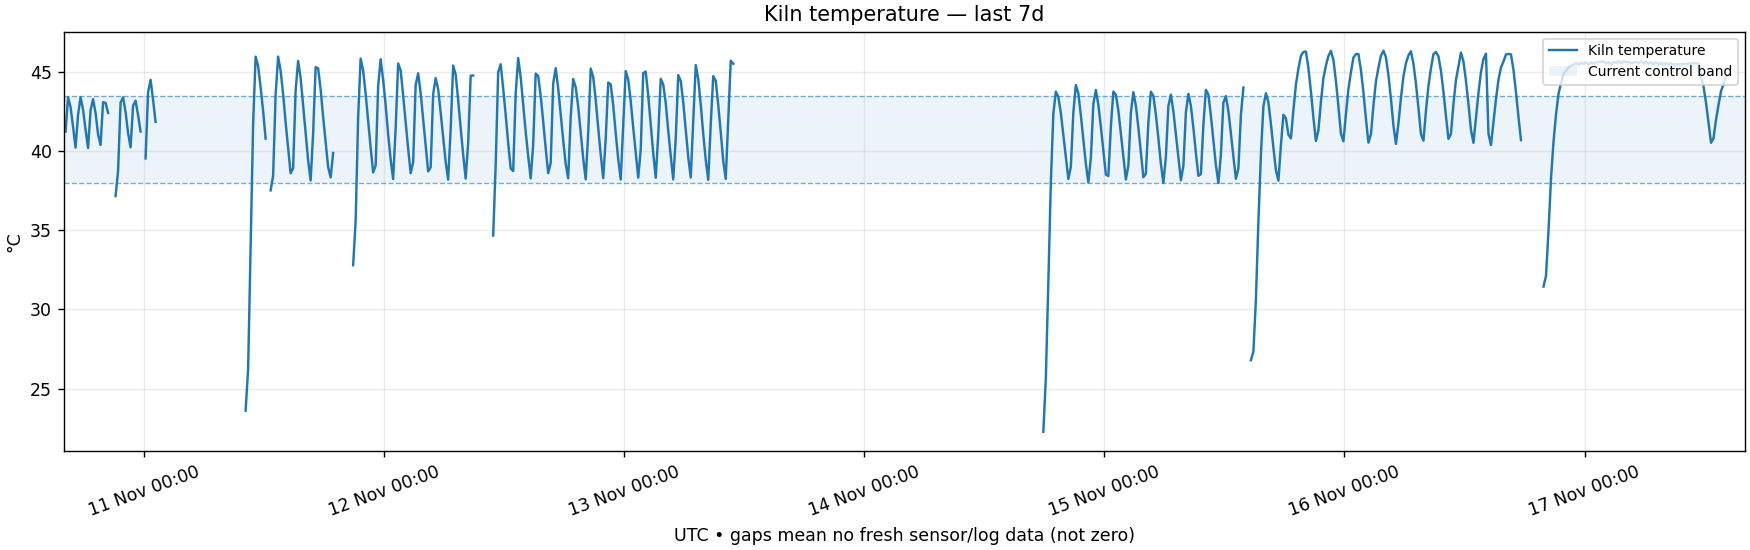 Kiln temperature — last 7d
Kiln temperature
Current control band
45
40
35
30
25
°C
11 Nov 00:00
12 Nov 00:00
13 Nov 00:00
14 Nov 00:00
15 Nov 00:00
16 Nov 00:00
17 Nov 00:00
UTC • gaps mean no fresh sensor/log data (not zero)